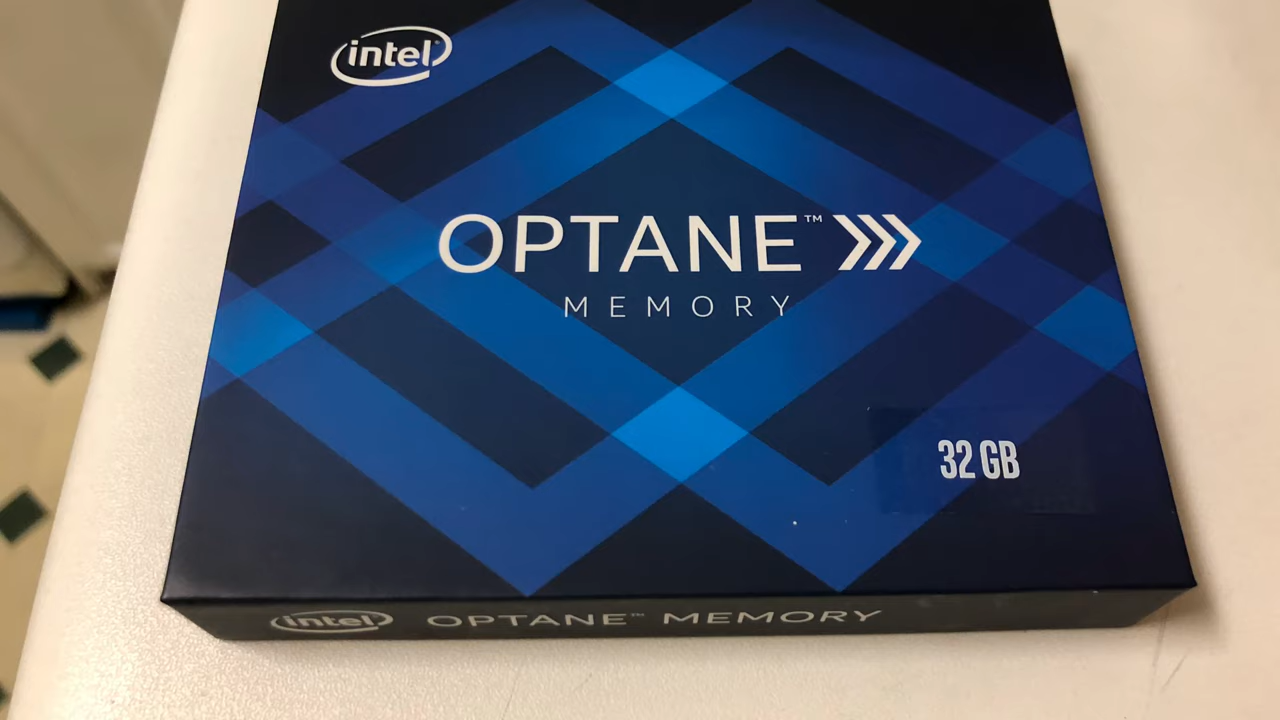 intel
OPTANE™
MEMORY
32 GB
intel OPTANE™ MEMORY